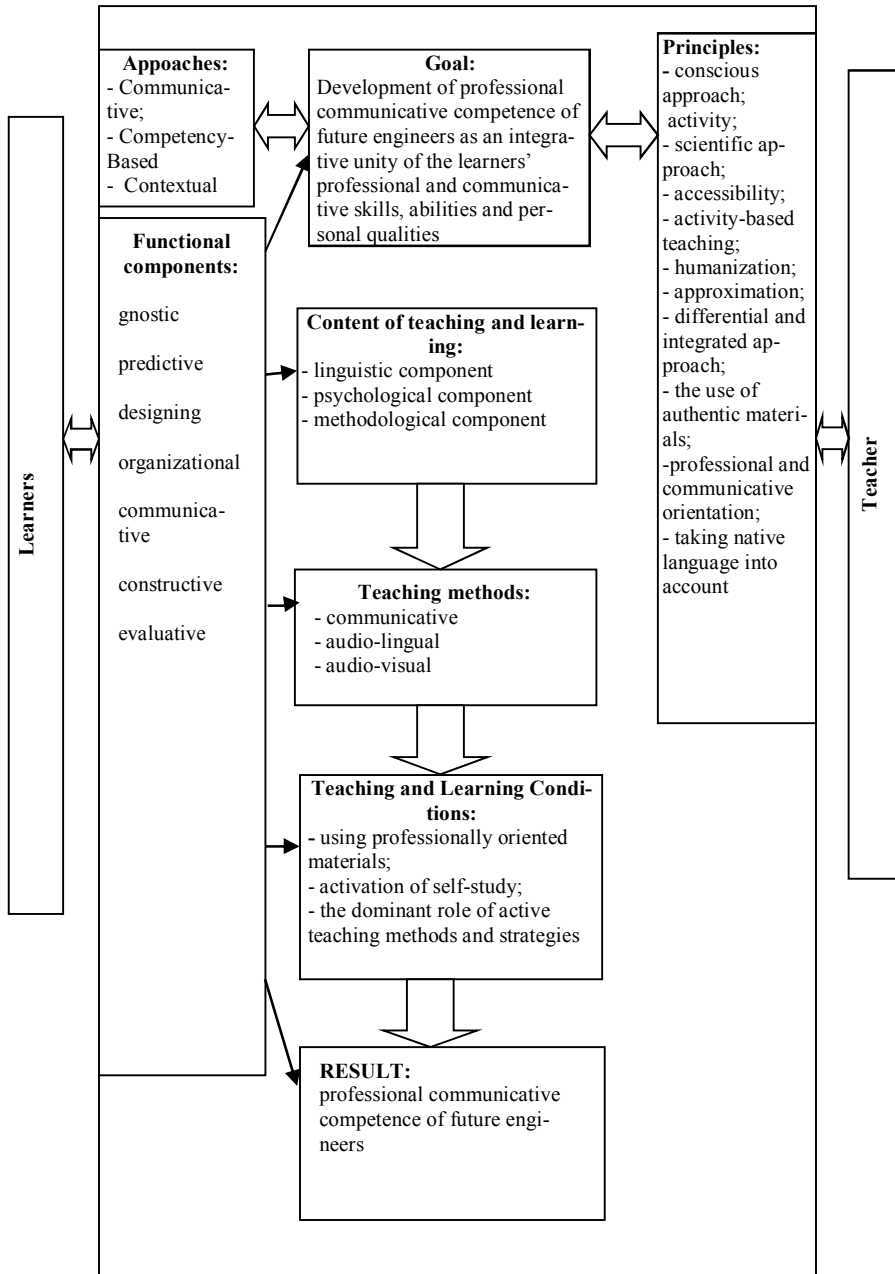 Appoaches:
- Communica-
tive;
- Competency-
Based
- Contextual
Goal:
Development of professional
communicative competence of
future engineers as an integra-
tive unity of the learners’
professional and communica-
tive skills, abilities and per-
sonal qualities
Principles:
- conscious
approach;
activity;
- scientific ap-
proach;
- accessibility;
- activity-based
teaching;
- humanization;
- approximation;
- differential and
integrated ap-
proach;
- the use of
authentic materi-
als;
-professional and
communicative
orientation;
- taking native
language into
account
Learners
Functional
components:
gnostic
predictive
designing
organizational
communica-
tive
constructive
evaluative
Content of teaching and learn-
ing:
- linguistic component
- psychological component
- methodological component
Teaching methods:
- communicative
- audio-lingual
- audio-visual
Teaching and Learning Condi-
tions:
- using professionally oriented
materials;
- activation of self-study;
- the dominant role of active
teaching methods and strategies
RESULT:
professional communicative
competence of future engi-
neers
Teacher